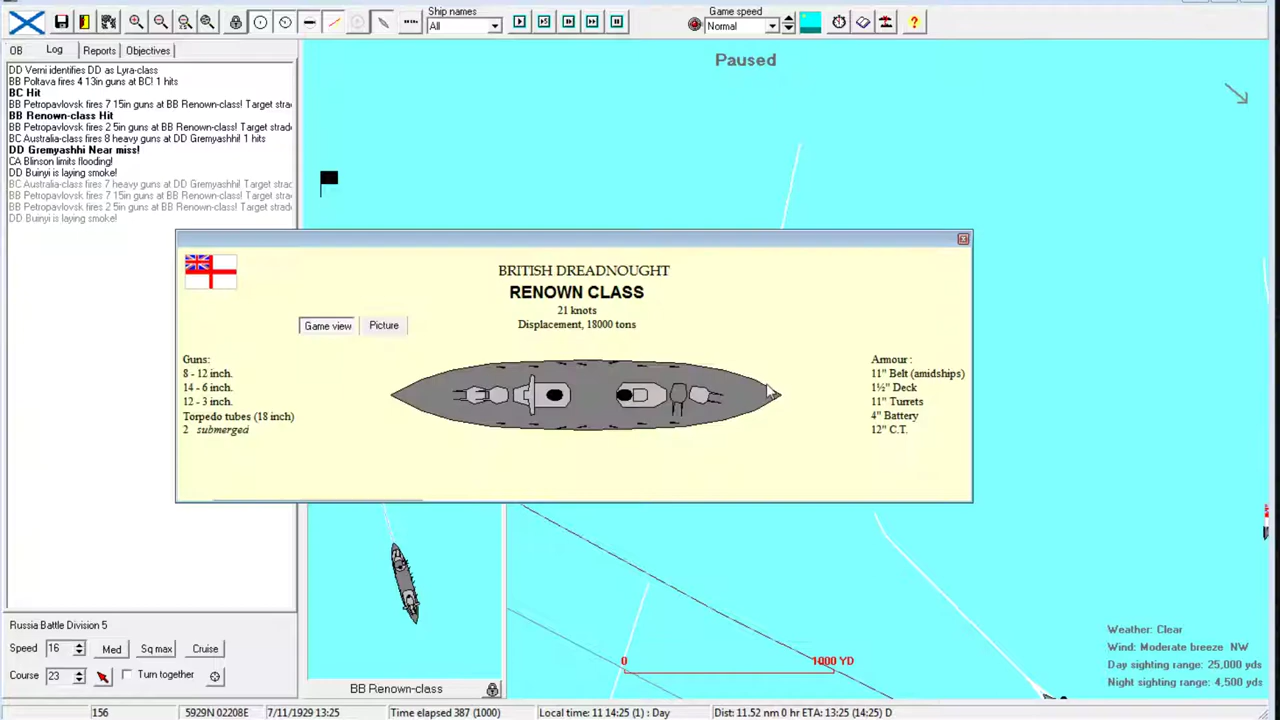 Ship names
All
Game speed
Normal
OB Log Reports Objectives
Paused
DD Verni identifies DD as Lyra-class
BB Poltava fires 4 13in guns at BC! 1 hits
BC Hit
BB Petropavlovsk fires 7 15in guns at BB Renown-class! Target strad
BB Renown-class Hit
BB Petropavlovsk fires 2 5in guns at BB Renown-class! Target strad
BC Australia-class fires 8 heavy guns at DD Gremyashhi! 1 hits
DD Gremyashhi Near miss!
CA Blinson limits flooding!
DD Buinyi is laying smoke!
BC Australia-class fires 7 heavy guns at DD Gremyashhi! Target strad
BB Petropavlovsk fires 7 15in guns at BB Renown-class! Target strad
BB Petropavlovsk fires 2 5in guns at BB Renown-class! Target strad
DD Buinyi is laying smoke!
BRITISH DREADNOUGHT
RENOWN CLASS
21 knots
Displacement, 18000 tons
Game view Picture
Guns:
8 - 12 inch.
14 - 6 inch.
12 - 3 inch.
Torpedo tubes (18 inch)
2 submerged
Armour :
11" Belt (amidships)
1½" Deck
11" Turrets
4" Battery
12" C.T.
Russia Battle Division 5
Speed 16 Med Sq max Cruise
Course 23 Turn together
BB Renown-class
0 1000 YD
Weather: Clear
Wind: Moderate breeze NW
Day sighting range: 25,000 yds
Night sighting range: 4,500 yds
156 5929N 02208E 7/11/1929 13:25 Time elapsed 387 (1000) Local time: 11 14:25 (1) : Day Dist: 11.52 nm 0 hr ETA: 13:25 (14:25) D